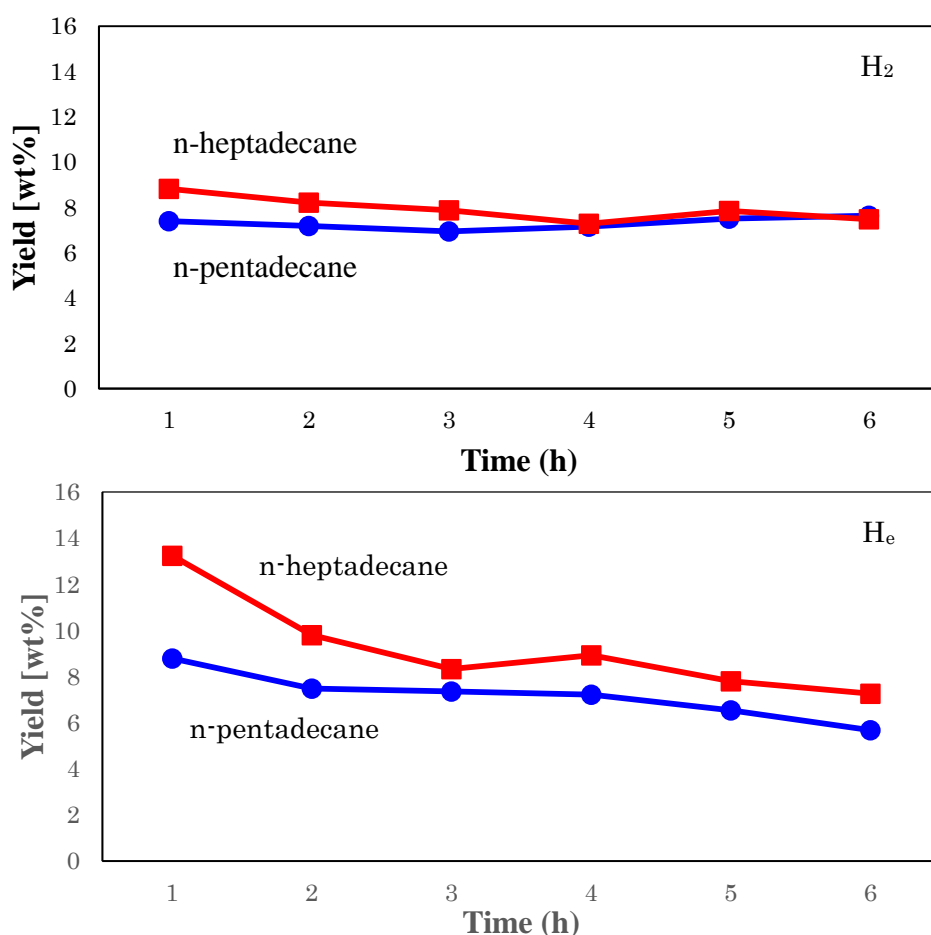 16
H₂
14
12
n-heptadecane
10
8
6
n-pentadecane
4
2
0
Yield [wt%]
1 2 3 4 5 6
Time (h)
16
Hₑ
14
n-heptadecane
12
10
8
6
n-pentadecane
4
2
0
Yield [wt%]
1 2 3 4 5 6
Time (h)